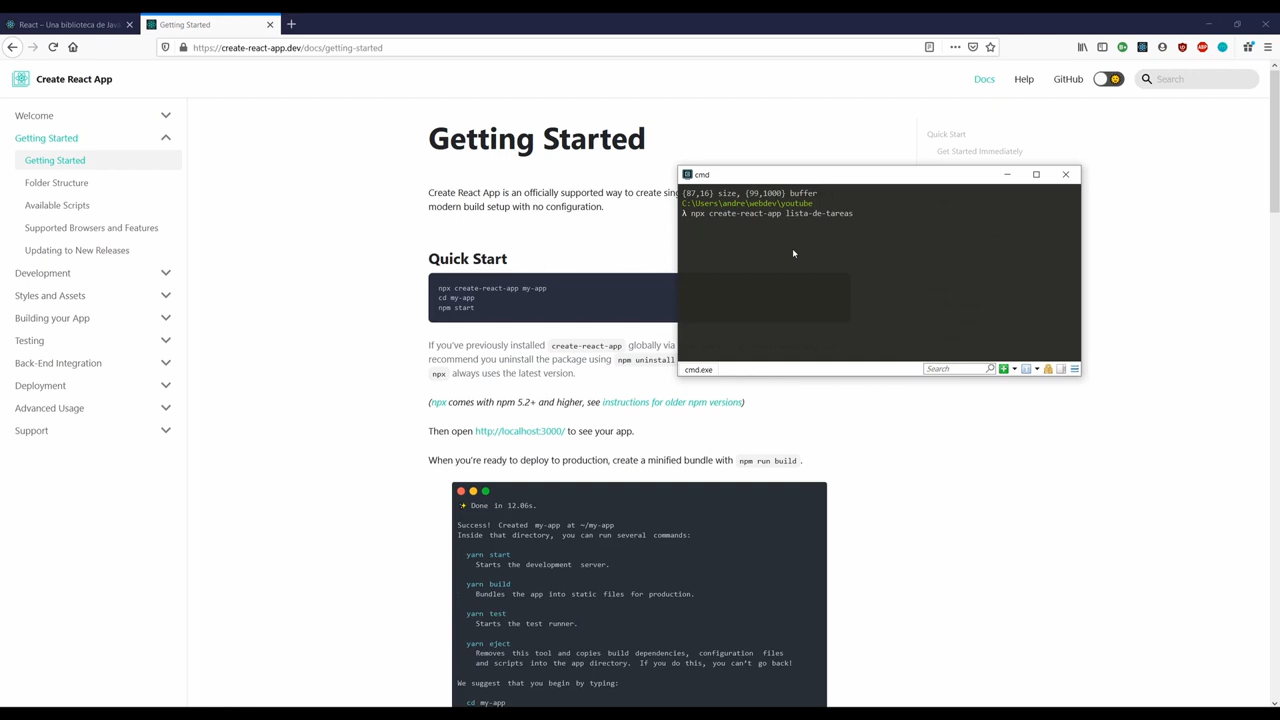 React – Una biblioteca de Java
Getting Started
https://create-react-app.dev/docs/getting-started
Create React App
Docs
Help
GitHub
Search
Welcome
Getting Started
Getting Started
Folder Structure
Available Scripts
Supported Browsers and Features
Updating to New Releases
Development
Styles and Assets
Building your App
Testing
Back-End Integration
Deployment
Advanced Usage
Support
Getting Started
Create React App is an officially supported way to create sin
modern build setup with no configuration.
Quick Start
npx create-react-app my-app
cd my-app
npm start
If you've previously installed create-react-app globally via
recommend you uninstall the package using npm uninstall
npx always uses the latest version.
(npx comes with npm 5.2+ and higher, see instructions for older npm versions)
Then open http://localhost:3000/ to see your app.
When you're ready to deploy to production, create a minified bundle with npm run build.
Done in 12.06s.
Success! Created my-app at ~/my-app
Inside that directory, you can run several commands:
yarn start
Starts the development server.
yarn build
Bundles the app into static files for production.
yarn test
Starts the test runner.
yarn eject
Removes this tool and copies build dependencies, configuration files
and scripts into the app directory. If you do this, you can't go back!
We suggest that you begin by typing:
cd my-app
Quick Start
Get Started Immediately
cmd
{87,16} size, {99,1000} buffer
C:\Users\andre\webdev\youtube
λ npx create-react-app lista-de-tareas
cmd.exe
Search